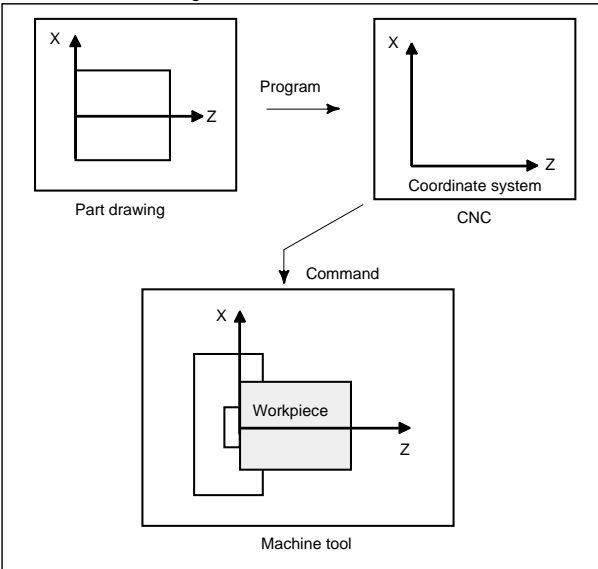 X
Z
Part drawing
Program
X
Z
Coordinate system
CNC
Command
X
Workpiece
Z
Machine tool